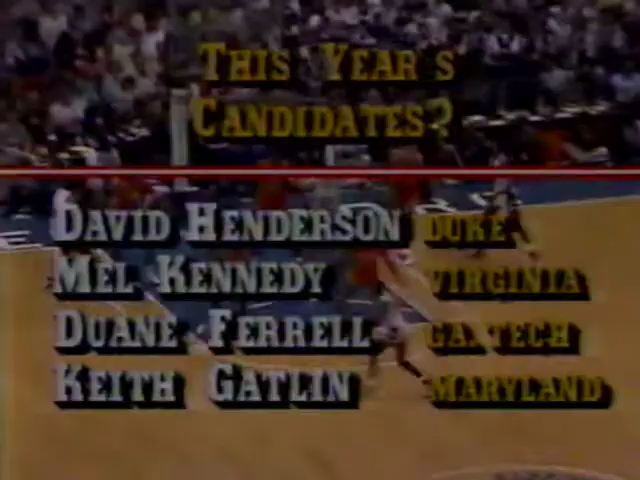 THIS YEAR'S
CANDIDATES?
DAVID HENDERSON DUKE
MEL KENNEDY VIRGINIA
DUANE FERRELL GA. TECH
KEITH GATLIN MARYLAND